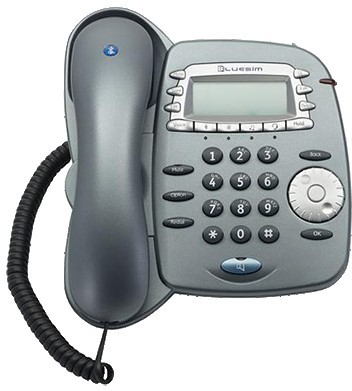 BLUESIM
Hold
1 2 3
Back
Mute
4 5 6
Option
7 8 9
Redial
* 0 #
OK